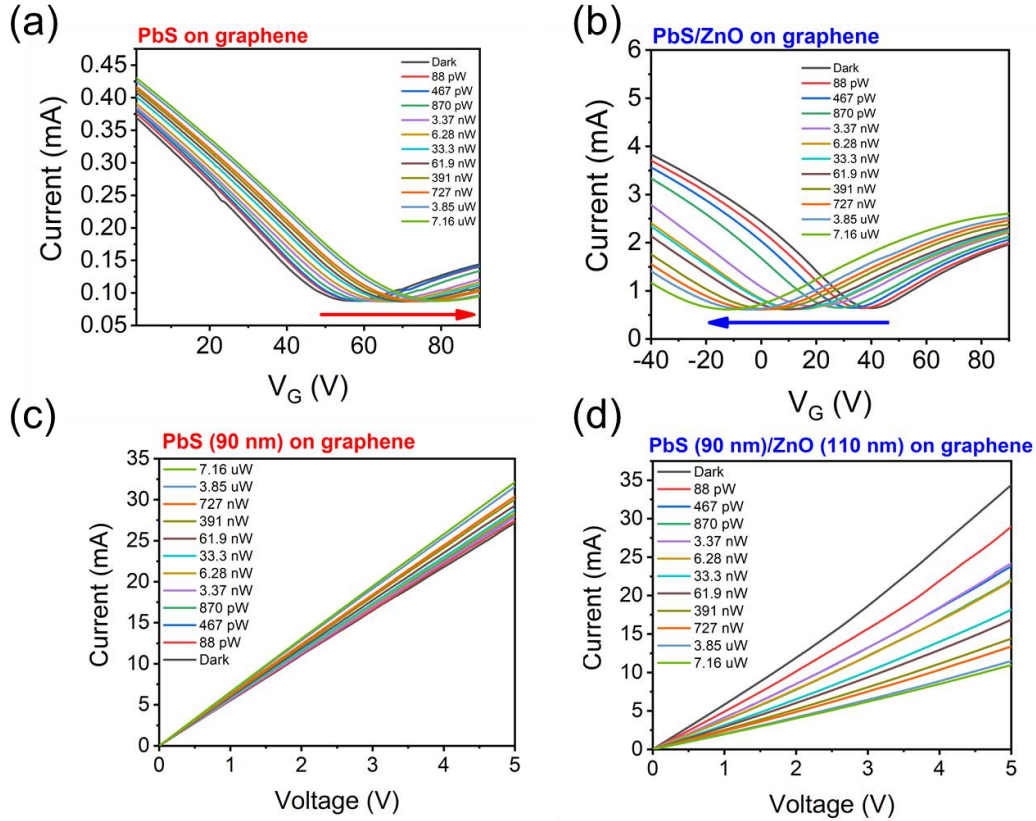 (a)
PbS on graphene
Current (mA)
0.45
0.40
0.35
0.30
0.25
0.20
0.15
0.10
0.05
20
40
60
80
V_G (V)
Dark
88 pW
467 pW
870 pW
3.37 nW
6.28 nW
33.3 nW
61.9 nW
391 nW
727 nW
3.85 uW
7.16 uW
(b)
PbS/ZnO on graphene
Current (mA)
6
5
4
3
2
1
0
-40
-20
0
20
40
60
80
V_G (V)
Dark
88 pW
467 pW
870 pW
3.37 nW
6.28 nW
33.3 nW
61.9 nW
391 nW
727 nW
3.85 uW
7.16 uW
(c)
PbS (90 nm) on graphene
Current (mA)
35
30
25
20
15
10
5
0
0
1
2
3
4
5
Voltage (V)
7.16 uW
3.85 uW
727 nW
391 nW
61.9 nW
33.3 nW
6.28 nW
3.37 nW
870 pW
467 pW
88 pW
Dark
(d)
PbS (90 nm)/ZnO (110 nm) on graphene
Current (mA)
35
30
25
20
15
10
5
0
0
1
2
3
4
5
Voltage (V)
Dark
88 pW
467 pW
870 pW
3.37 nW
6.28 nW
33.3 nW
61.9 nW
391 nW
727 nW
3.85 uW
7.16 uW